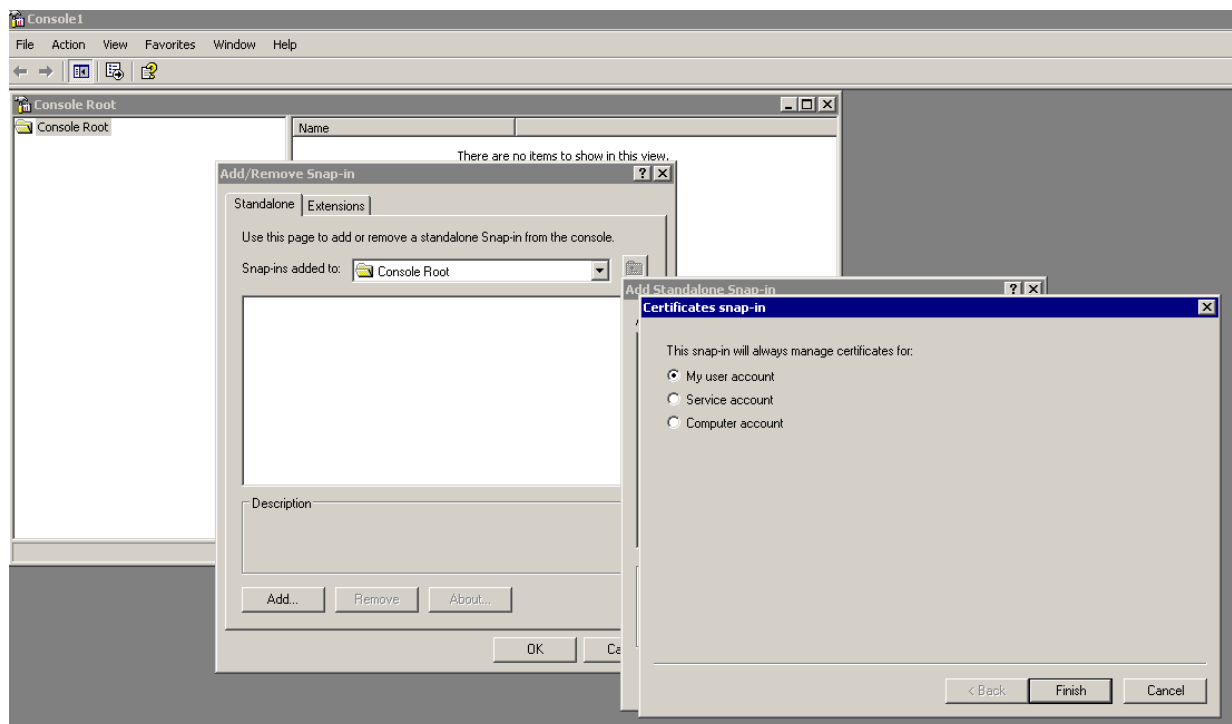 Console1
File Action View Favorites Window Help
Console Root
Console Root
Name
There are no items to show in this view.
Add/Remove Snap-in
Standalone Extensions
Use this page to add or remove a standalone Snap-in from the console.
Snap-ins added to: Console Root
Description
Add... Remove About...
OK
Add Standalone Snap-in
Certificates snap-in
This snap-in will always manage certificates for:
My user account
Service account
Computer account
< Back Finish Cancel